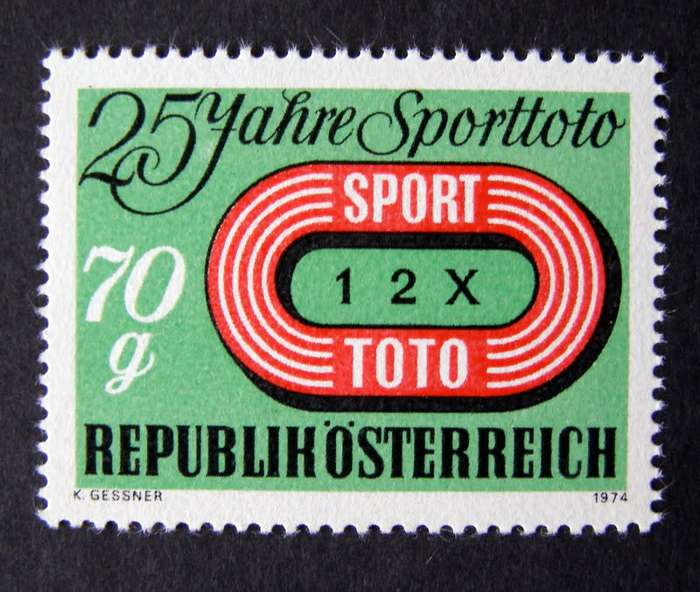 25 Jahre Sporttoto
SPORT
70
g
1 2 X
TOTO
REPUBLIK ÖSTERREICH
K. GESSNER
1974